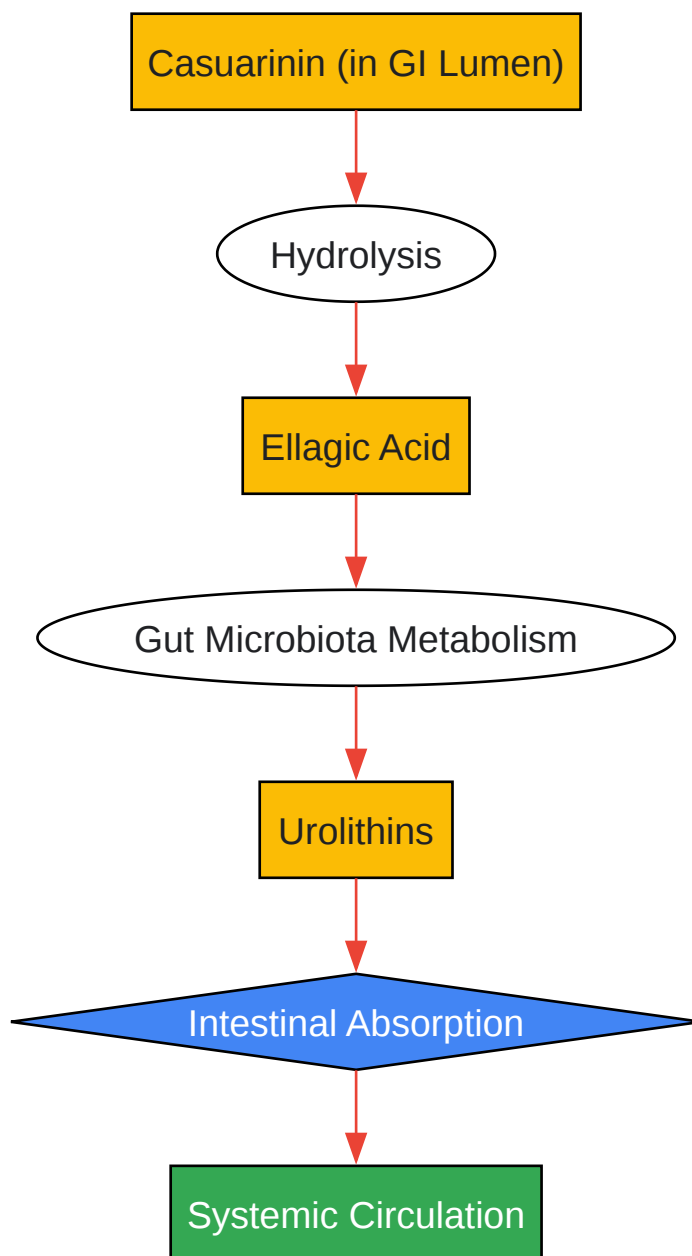 Casuarinin (in GI Lumen)
Hydrolysis
Ellagic Acid
Gut Microbiota Metabolism
Urolithins
Intestinal Absorption
Systemic Circulation